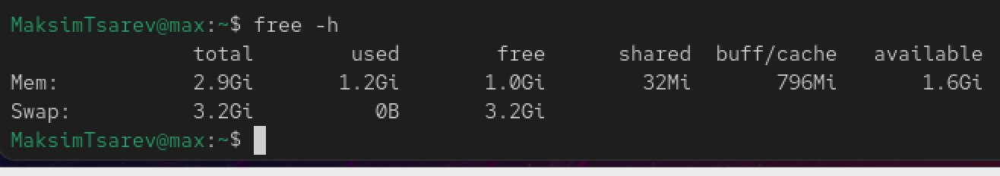 MaksimTsarev@max:~$ free -h
total used free shared buff/cache available
Mem: 2.9Gi 1.2Gi 1.0Gi 32Mi 796Mi 1.6Gi
Swap: 3.2Gi 0B 3.2Gi
MaksimTsarev@max:~$